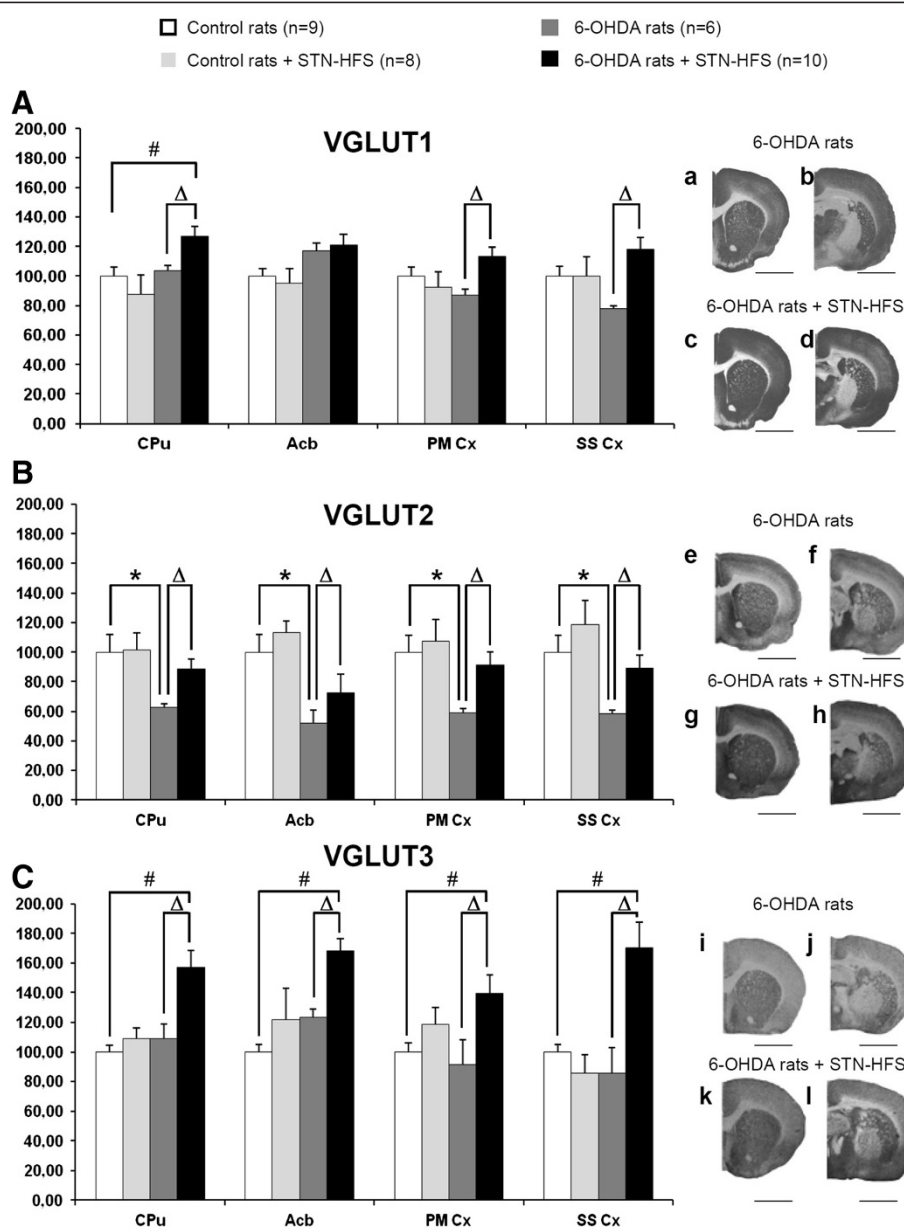 Control rats (n=9)
6-OHDA rats (n=6)
Control rats + STN-HFS (n=8)
6-OHDA rats + STN-HFS (n=10)
A
VGLUT1
200,00
180,00
160,00
140,00
120,00
100,00
80,00
60,00
40,00
20,00
0,00
#
Δ
Δ
Δ
CPu Acb PM Cx SS Cx
6-OHDA rats
a b
6-OHDA rats + STN-HFS
c d
B
VGLUT2
200,00
180,00
160,00
140,00
120,00
100,00
80,00
60,00
40,00
20,00
0,00
* Δ * Δ * Δ * Δ
CPu Acb PM Cx SS Cx
6-OHDA rats
e f
6-OHDA rats + STN-HFS
g h
VGLUT3
C
200,00
180,00
160,00
140,00
120,00
100,00
80,00
60,00
40,00
20,00
0,00
# # # #
Δ Δ Δ Δ
CPu Acb PM Cx SS Cx
6-OHDA rats
i j
6-OHDA rats + STN-HFS
k l